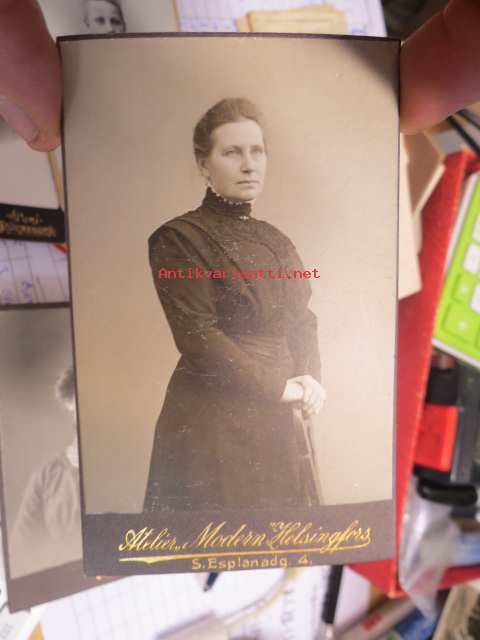 Antikvariaatti.net
Atelier „Modern" Helsingfors
S. Esplanadg. 4.